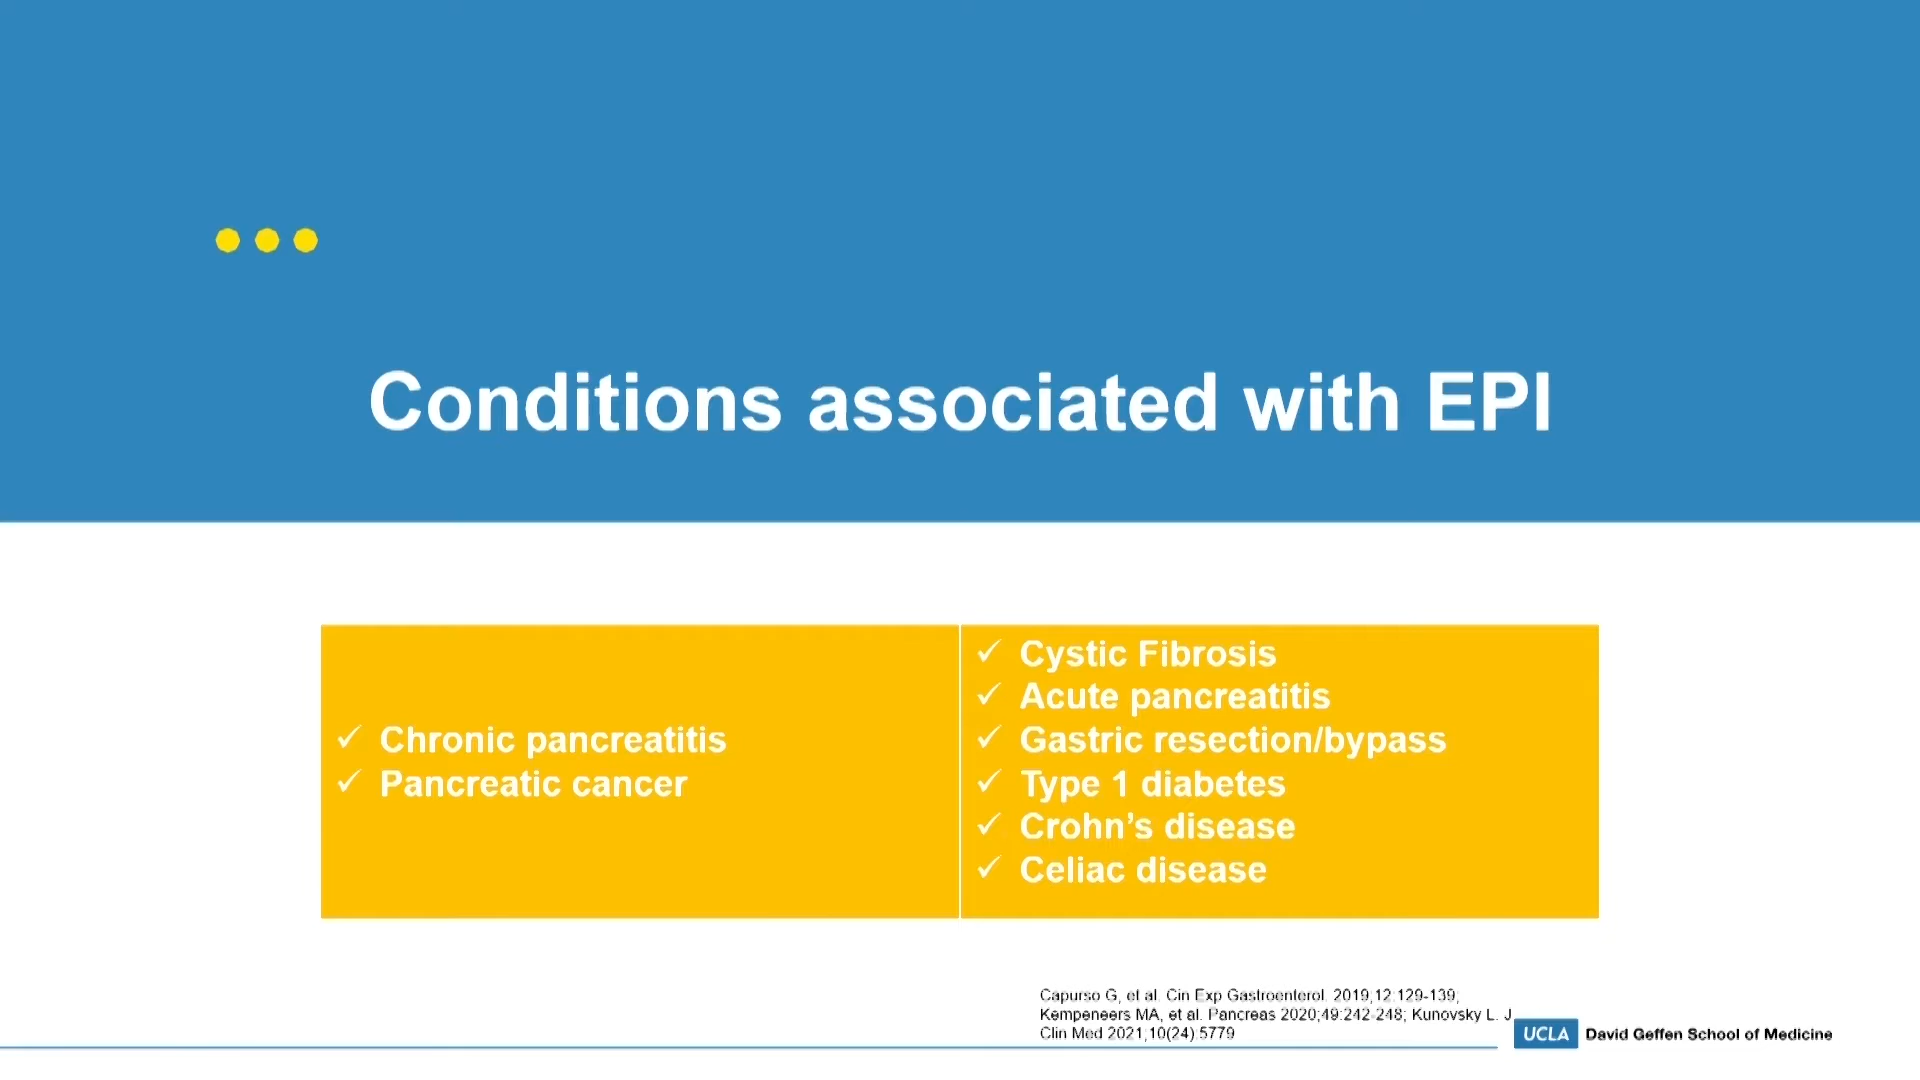 Conditions associated with EPI
✓ Chronic pancreatitis
✓ Pancreatic cancer
✓ Cystic Fibrosis
✓ Acute pancreatitis
✓ Gastric resection/bypass
✓ Type 1 diabetes
✓ Crohn’s disease
✓ Celiac disease
Capurso G, et al. Cin Exp Gastroenterol. 2019;12:129-139;
Kempeneers MA, et al. Pancreas 2020;49:242-248; Kunovsky L. J
Clin Med 2021;10(24):5779
UCLA David Geffen School of Medicine